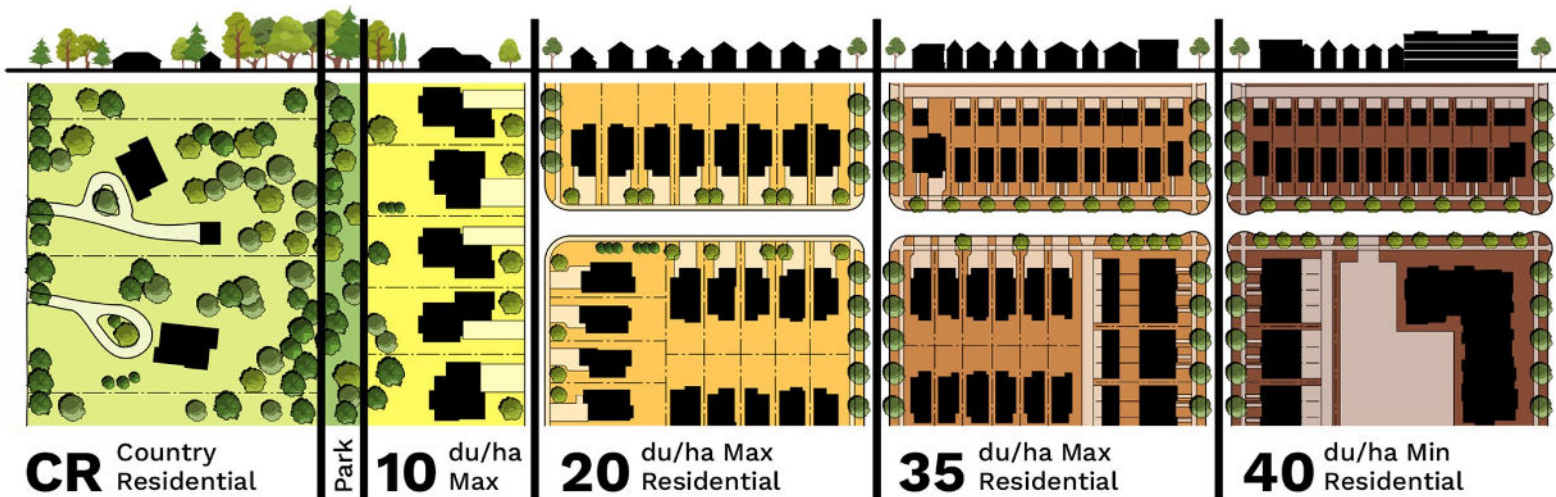 CR Country
Residential
Park
10 du/ha
Max
20 du/ha Max
Residential
35 du/ha Max
Residential
40 du/ha Min
Residential